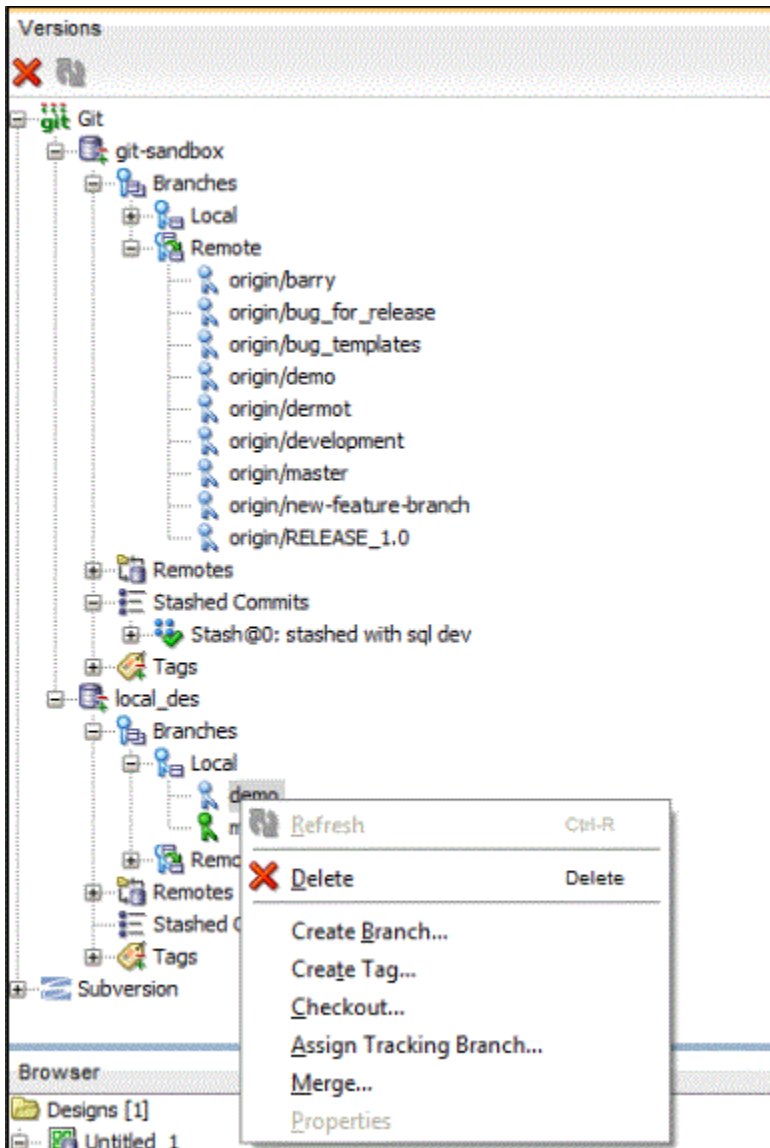 Versions
git Git
git-sandbox
Branches
Local
Remote
origin/barry
origin/bug_for_release
origin/bug_templates
origin/demo
origin/dermot
origin/development
origin/master
origin/new-feature-branch
origin/RELEASE_1.0
Remotes
Stashed Commits
Stash@0: stashed with sql dev
Tags
local_des
Branches
Local
demo
Refresh Ctrl-R
Delete Delete
Remotes
Create Branch...
Tags
Create Tag...
Subversion
Checkout...
Assign Tracking Branch...
Browser
Merge...
Designs [1]
Properties
Untitled_1